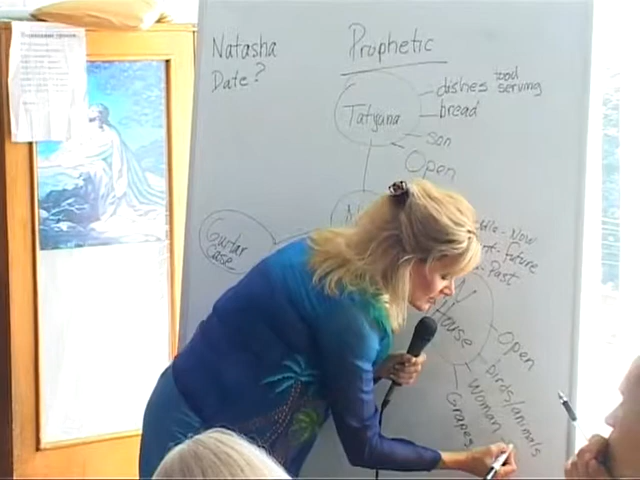 Natasha
Date?
Prophetic
Tatyana
dishes food serving
bread
son
Open
N
Guitar
Case
Now
Future
Past
House
Open
birds/animals
Woman
Grapes